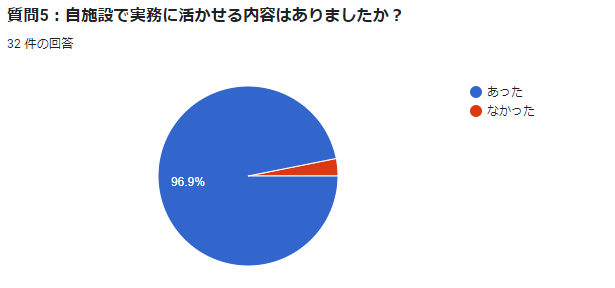 質問5：自施設で実務に活かせる内容はありましたか？
32 件の回答
あった
なかった
96.9%